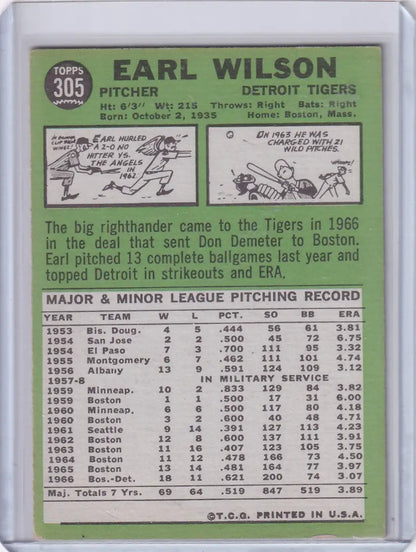 TOPPS
305
EARL WILSON
PITCHER DETROIT TIGERS
Ht: 6'3" Wt: 215 Throws: Right Bats: Right
Born: October 2, 1935 Home: Boston, Mass.
EARL HURLED
A 2-0 NO
HITTER VS.
THE ANGELS
IN 1962.
IN 1963 HE WAS
CHARGED WITH 21
WILD PITCHES.
The big righthander came to the Tigers in 1966
in the deal that sent Don Demeter to Boston.
Earl pitched 13 complete ballgames last year and
topped Detroit in strikeouts and ERA.
MAJOR & MINOR LEAGUE PITCHING RECORD
YEAR TEAM W L PCT. SO BB ERA
1953 Bis. Doug. 4 5 .444 56 61 3.81
1954 San Jose 2 2 .500 45 72 6.75
1954 El Paso 7 3 .700 111 95 3.32
1955 Montgomery 6 7 .462 111 101 4.74
1956 Albany 13 9 .591 124 109 3.12
1957-8 IN MILITARY SERVICE
1959 Minneap. 10 2 .833 129 84 3.82
1959 Boston 1 1 .500 17 31 6.00
1960 Minneap. 6 6 .500 117 80 4.18
1960 Boston 3 2 .600 40 48 4.71
1961 Seattle 9 14 .391 127 113 4.23
1962 Boston 12 8 .600 137 111 3.91
1963 Boston 11 16 .407 123 105 3.75
1964 Boston 11 12 .478 166 73 4.50
1965 Boston 13 14 .481 164 77 3.97
1966 Bos.-Det. 18 11 .621 200 74 3.07
Maj. Totals 7 Yrs. 69 64 .519 847 519 3.89
©T.C.G. PRINTED IN U.S.A.